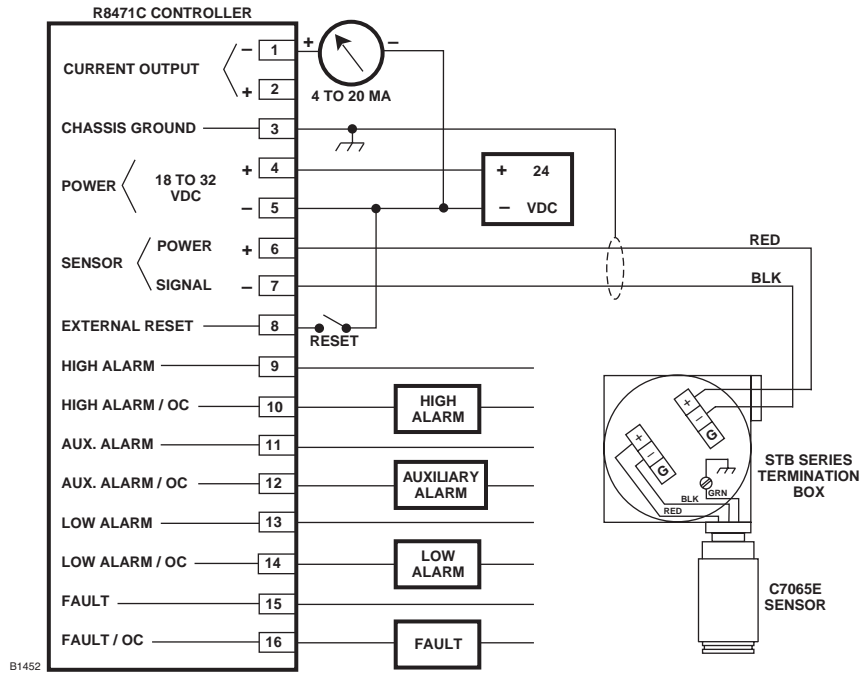 R8471C CONTROLLER
CURRENT OUTPUT
– 1
+ 2
+ –
4 TO 20 MA
CHASSIS GROUND 3
POWER
18 TO 32
VDC
+ 4
– 5
+ 24
– VDC
SENSOR
POWER + 6
SIGNAL – 7
RED
BLK
EXTERNAL RESET 8
RESET
HIGH ALARM 9
HIGH ALARM / OC 10
HIGH
ALARM
AUX. ALARM 11
AUX. ALARM / OC 12
AUXILIARY
ALARM
LOW ALARM 13
LOW ALARM / OC 14
LOW
ALARM
FAULT 15
FAULT / OC 16
FAULT
+ – G
+ – G
GRN
BLK
RED
STB SERIES
TERMINATION
BOX
C7065E
SENSOR
B1452